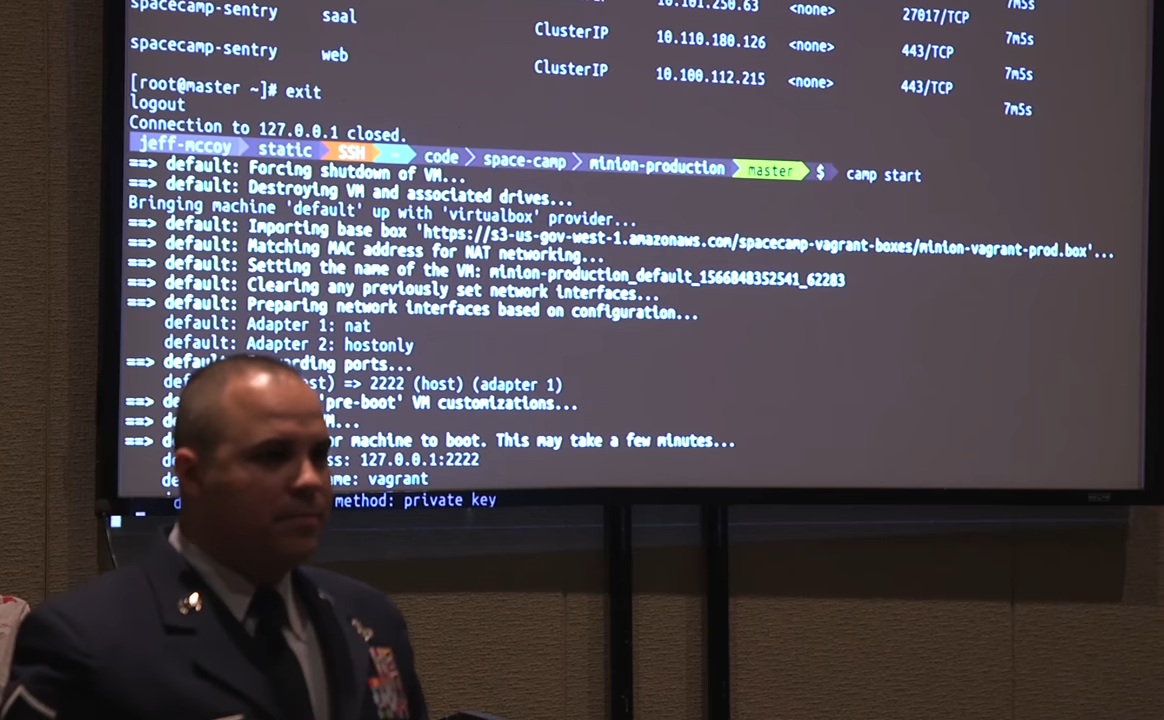 spacecamp-sentry saal ClusterIP 10.101.250.63 <none> 27017/TCP 7m5s
spacecamp-sentry web ClusterIP 10.110.180.126 <none> 443/TCP 7m5s
ClusterIP 10.100.112.215 <none> 443/TCP 7m5s
7m5s
[root@master ~]# exit
logout
Connection to 127.0.0.1 closed.
jeff-mccoy static SSH ~ code space-camp minion-production master $ camp start
==> default: Forcing shutdown of VM...
==> default: Destroying VM and associated drives...
Bringing machine 'default' up with 'virtualbox' provider...
==> default: Importing base box 'https://s3-us-gov-west-1.amazonaws.com/spacecamp-vagrant-boxes/minion-vagrant-prod.box'...
==> default: Matching MAC address for NAT networking...
==> default: Setting the name of the VM: minion-production_default_1566848352541_62283
==> default: Clearing any previously set network interfaces...
==> default: Preparing network interfaces based on configuration...
default: Adapter 1: nat
default: Adapter 2: hostonly
==> ports...
=> 2222 (host) (adapter 1)
==> 'pre-boot' VM customizations...
==>
==> machine to boot. This may take a few minutes...
127.0.0.1:2222
vagrant
method: private key